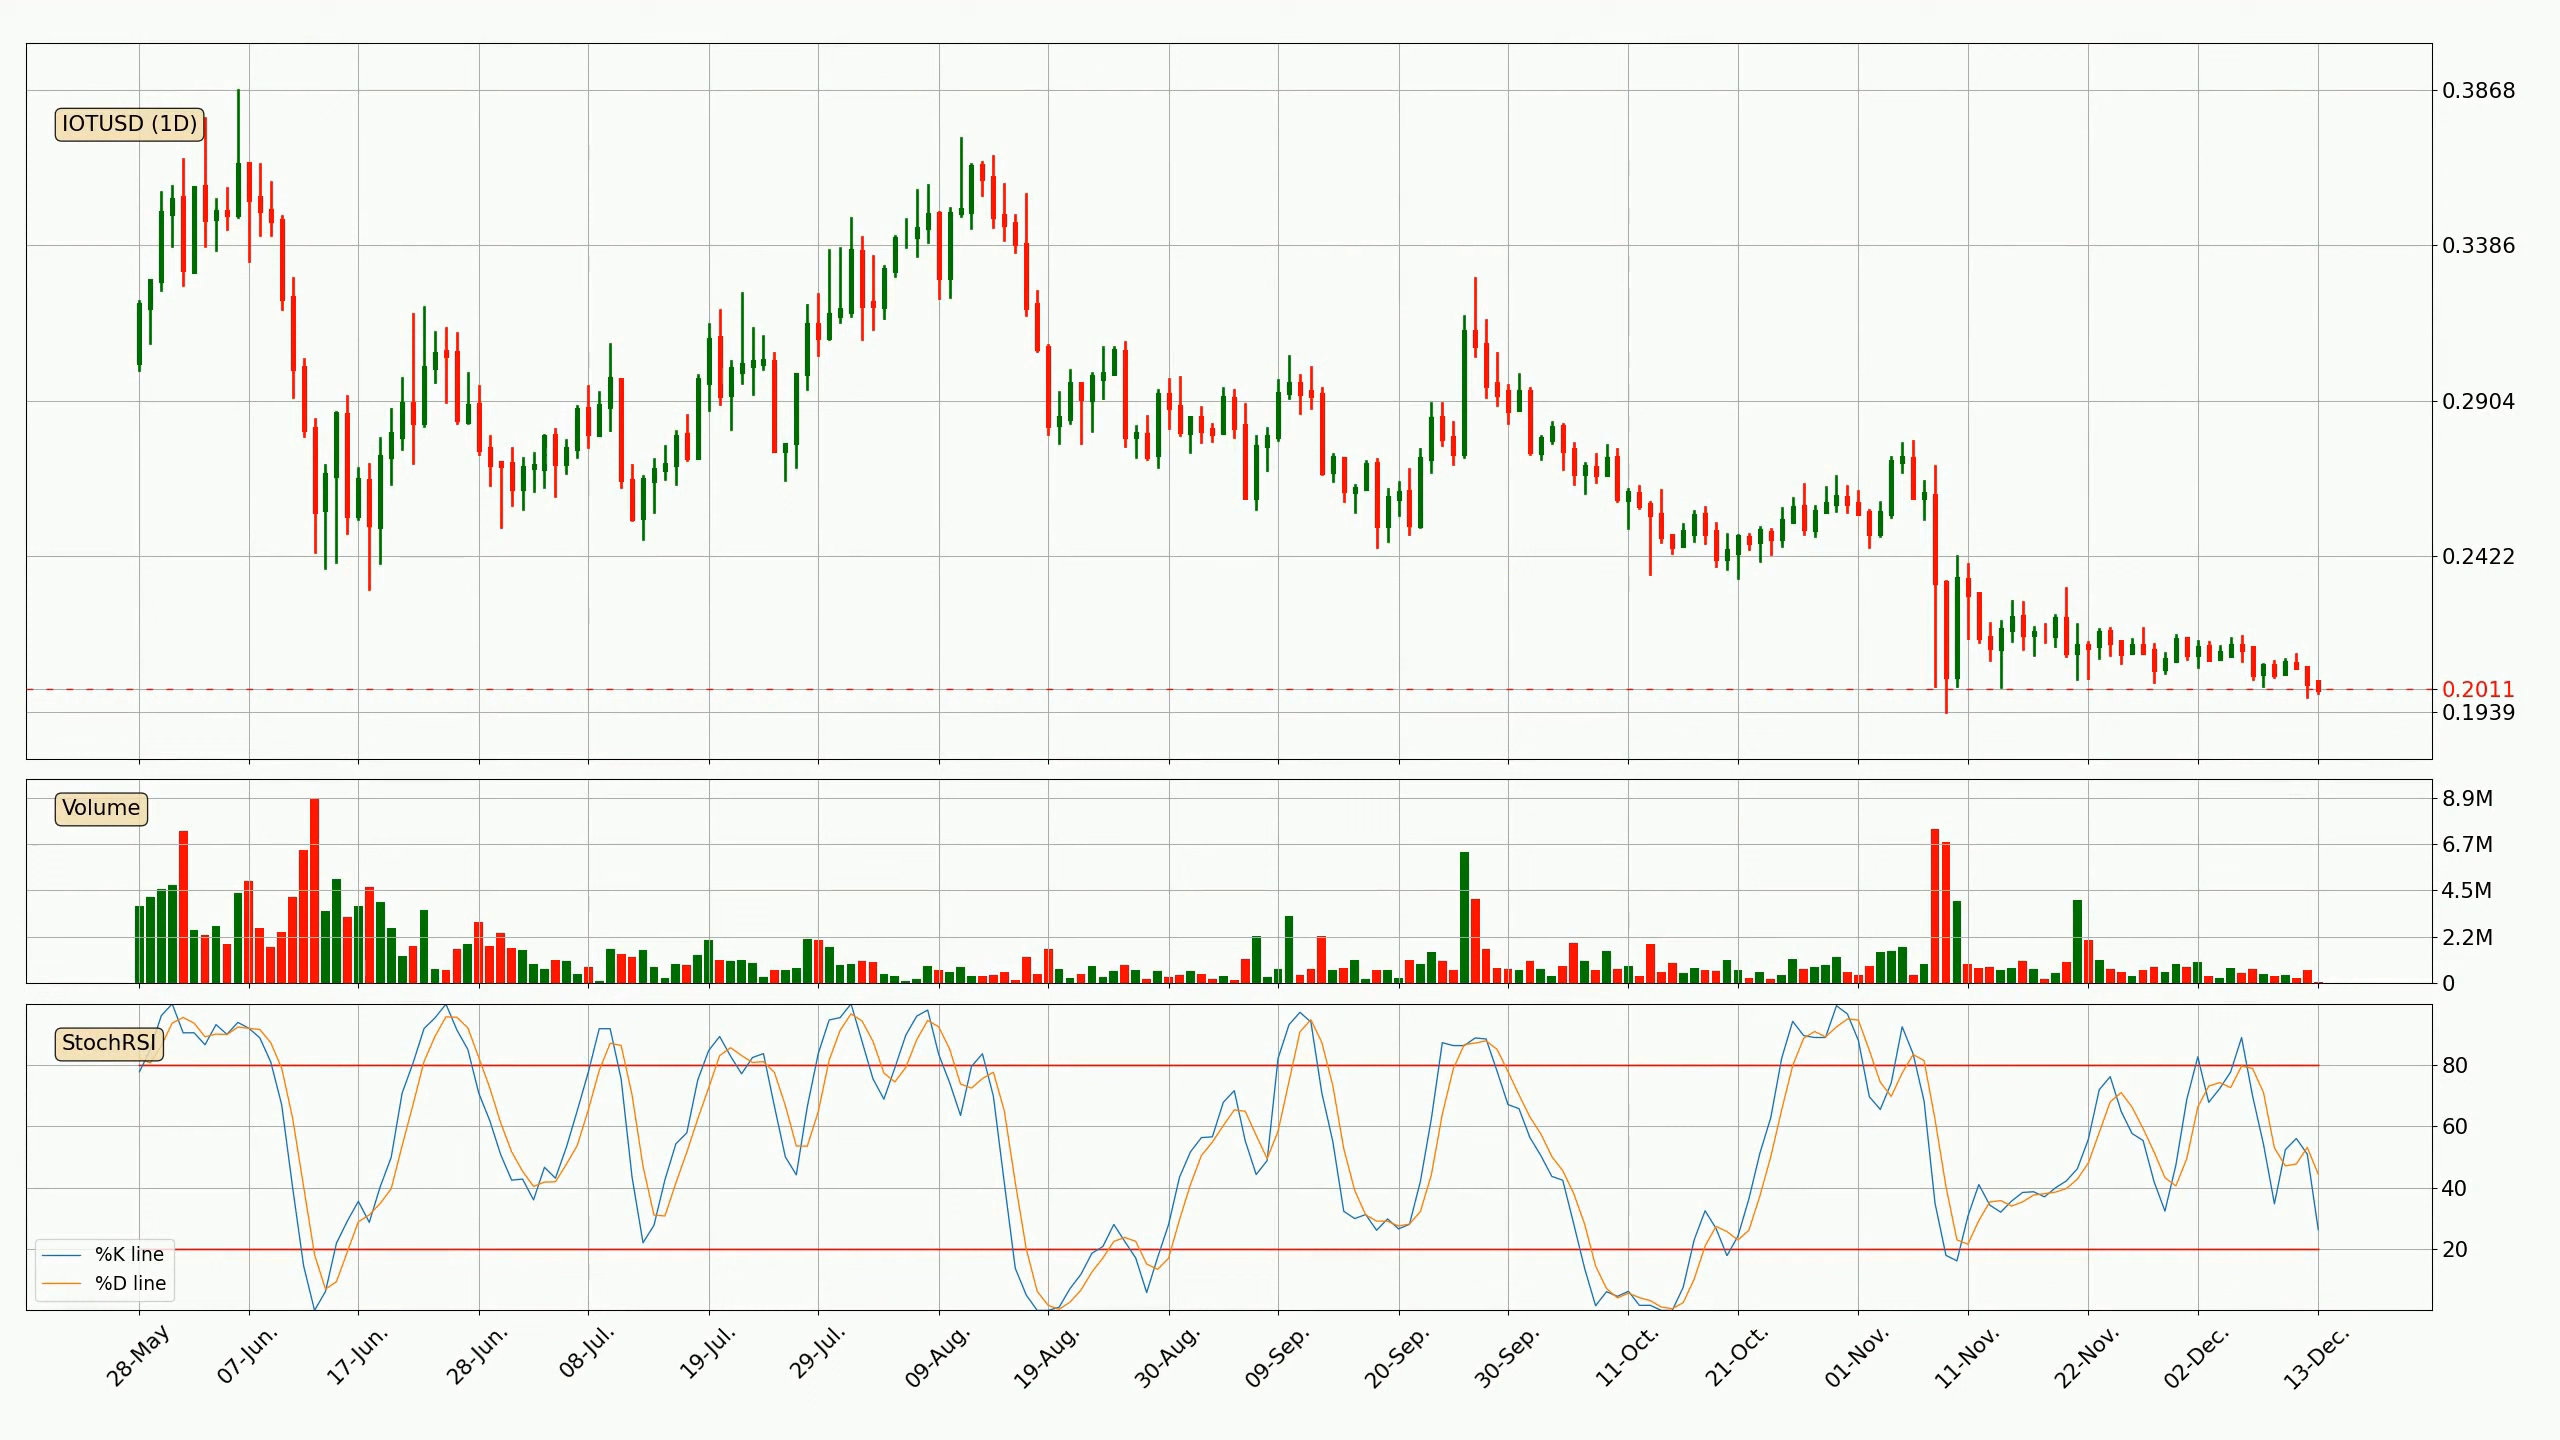 IOTUSD (1D)
0.3868
0.3386
0.2904
0.2422
0.2011
0.1939
Volume
8.9M
6.7M
4.5M
2.2M
0
StochRSI
80
60
40
20
%K line
%D line
28-May
07-Jun.
17-Jun.
28-Jun.
08-Jul.
19-Jul.
29-Jul.
09-Aug.
19-Aug.
30-Aug.
09-Sep.
20-Sep.
30-Sep.
11-Oct.
21-Oct.
01-Nov.
11-Nov.
22-Nov.
02-Dec.
13-Dec.